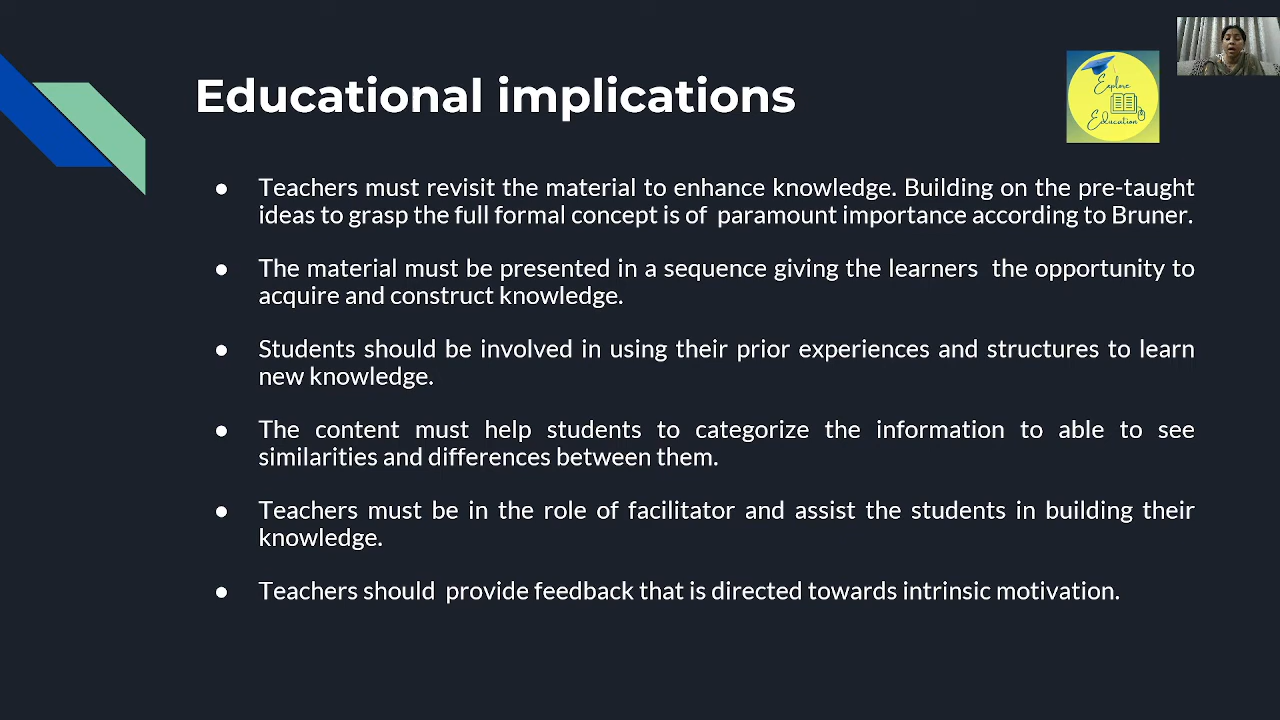 Educational implications
Explore
Education
● Teachers must revisit the material to enhance knowledge. Building on the pre-taught
ideas to grasp the full formal concept is of paramount importance according to Bruner.
● The material must be presented in a sequence giving the learners the opportunity to
acquire and construct knowledge.
● Students should be involved in using their prior experiences and structures to learn
new knowledge.
● The content must help students to categorize the information to able to see
similarities and differences between them.
● Teachers must be in the role of facilitator and assist the students in building their
knowledge.
● Teachers should provide feedback that is directed towards intrinsic motivation.